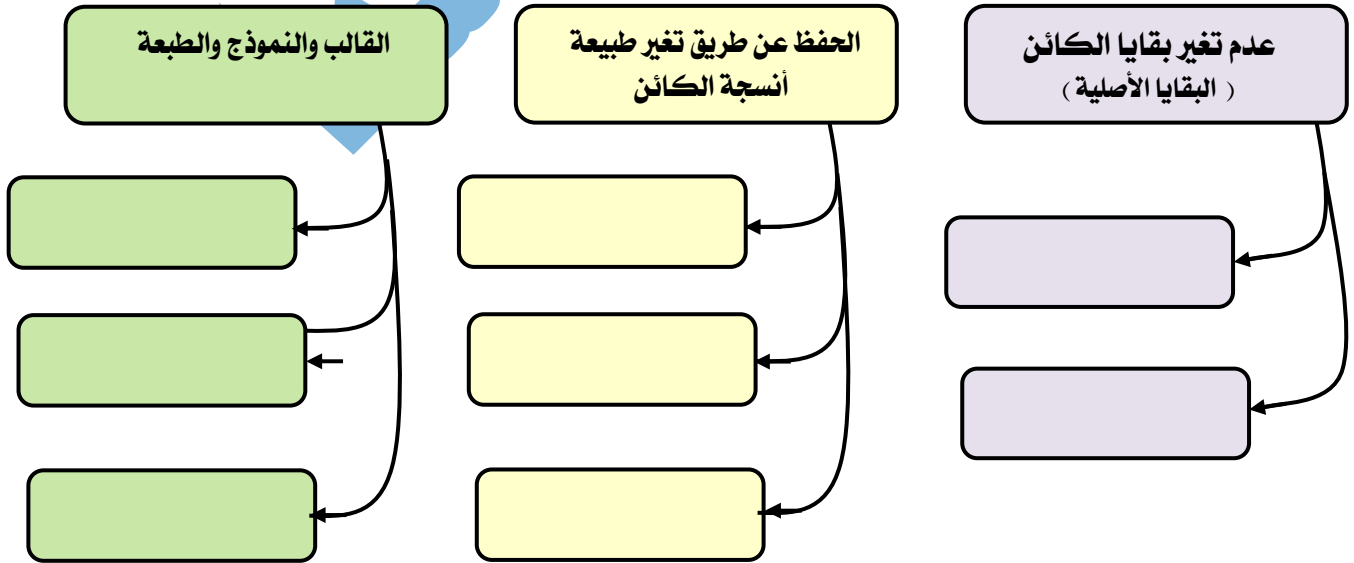 عدم تغير بقايا الكائن
( البقايا الأصلية )
الحفظ عن طريق تغير طبيعة
أنسجة الكائن
القالب والنموذج والطبعة